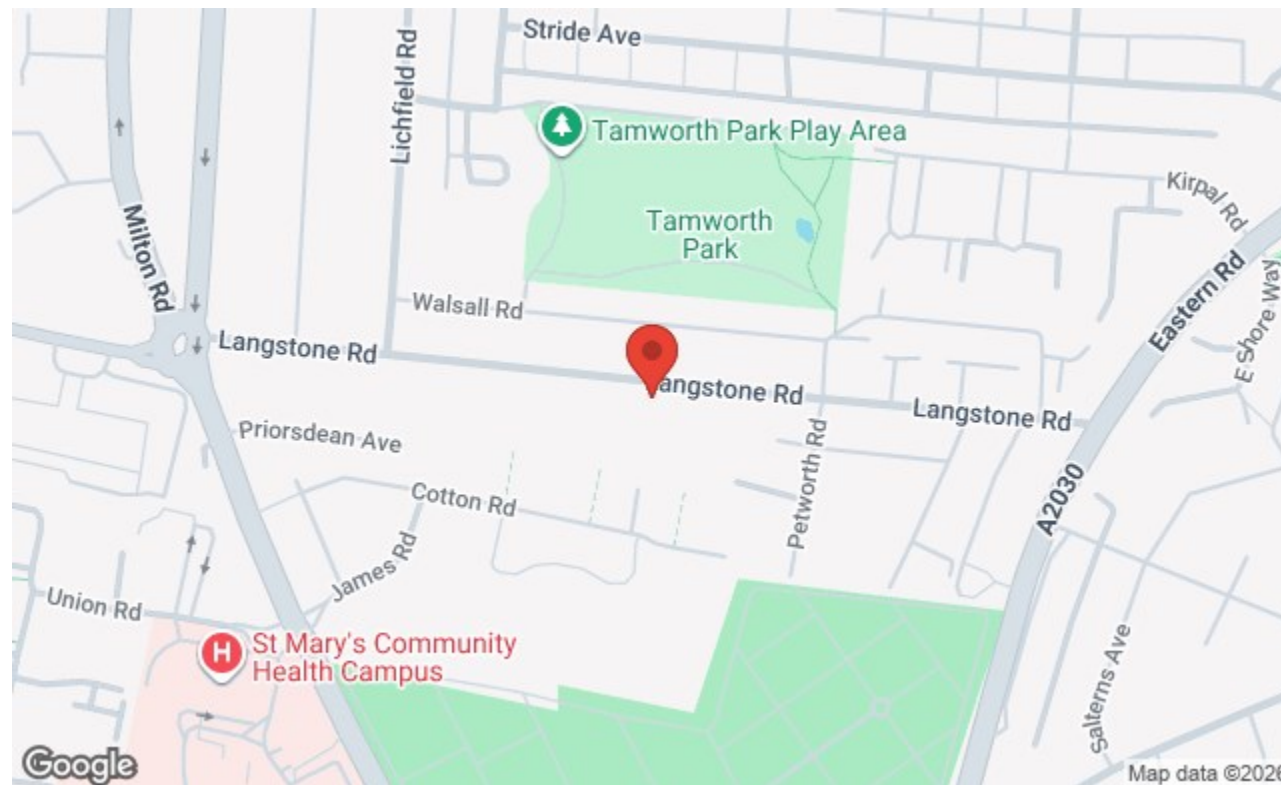 Stride Ave
Lichfield Rd
Tamworth Park Play Area
Kirpal Rd
Tamworth
Park
Milton Rd
Walsall Rd
Eastern Rd
E Shore Way
Langstone Rd
angstone Rd
Langstone Rd
Priorsdean Ave
Petworth Rd
A2030
Cotton Rd
James Rd
Union Rd
H
St Mary's Community
Health Campus
Salterns Ave
Google
Map data ©2026